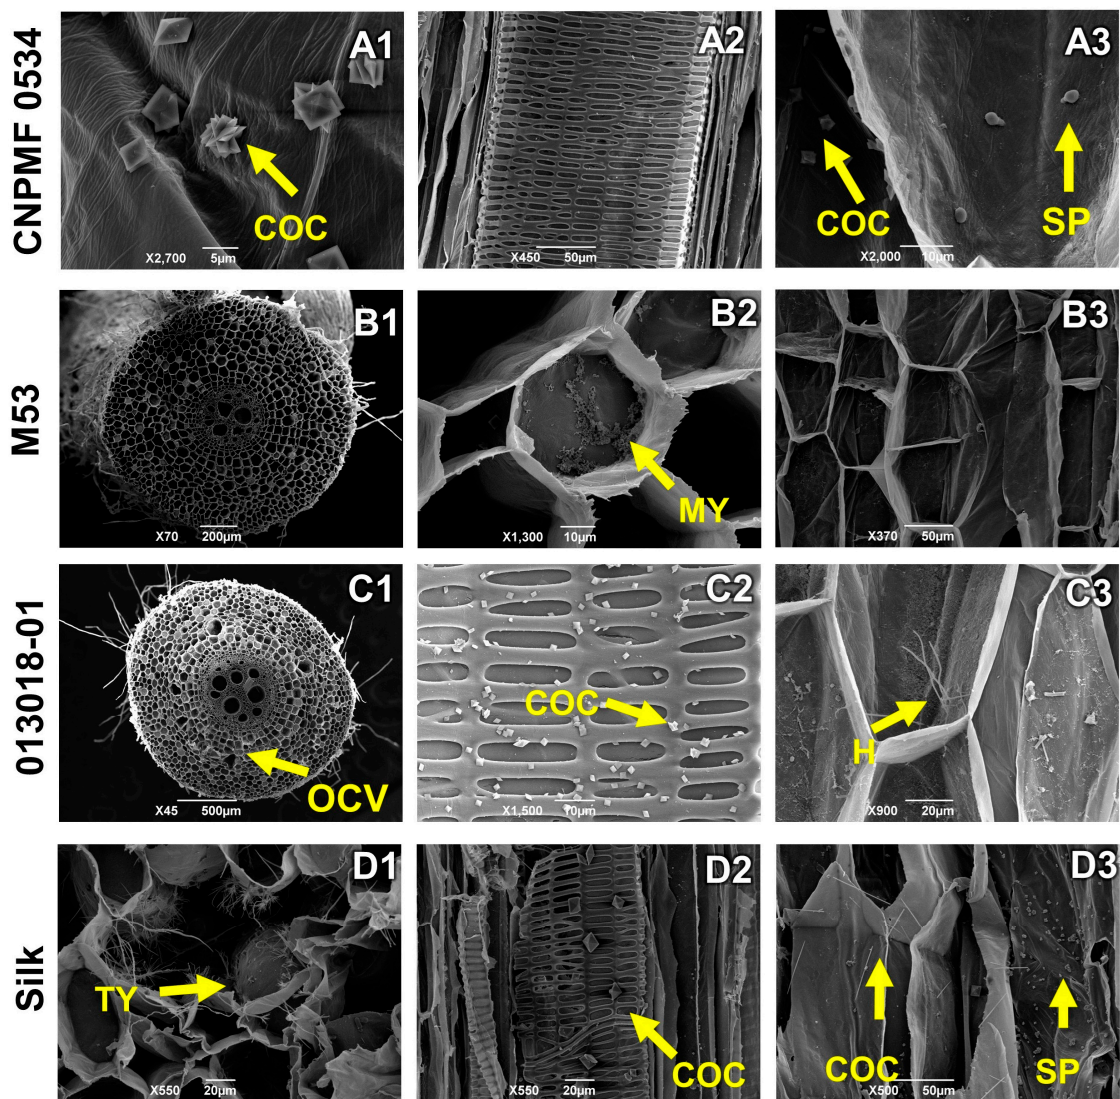 CNPMF 0534
A1
COC
X2,700 5µm
A2
X450 50µm
A3
COC
SP
X2,000 10µm
M53
B1
X70 200µm
B2
MY
X1,300 10µm
B3
X370 50µm
013018-01
C1
OCV
X45 500µm
C2
COC
X1,500 10µm
C3
H
X900 20µm
Silk
D1
TY
X550 20µm
D2
COC
X550 20µm
D3
COC
SP
X500 50µm